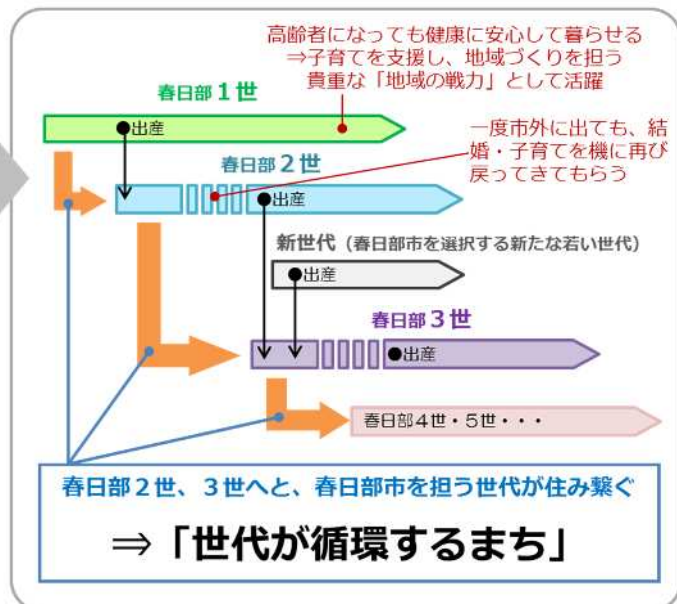 高齢者になっても健康に安心して暮らせる
⇒子育てを支援し、地域づくりを担う
貴重な「地域の戦力」として活躍
春日部１世
●出産
一度市外に出ても、結
婚・子育てを機に再び
戻ってきてもらう
春日部２世
●出産
新世代（春日部市を選択する新たな若い世代）
●出産
春日部３世
●出産
春日部４世・５世・・・
春日部２世、３世へと、春日部市を担う世代が住み繋ぐ
⇒「世代が循環するまち」